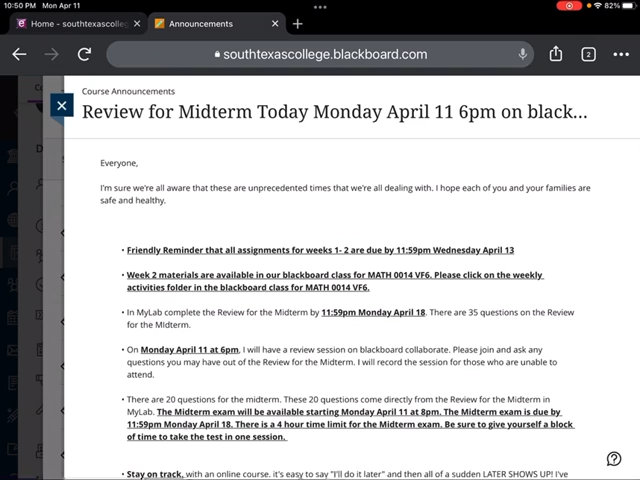 10:50 PM Mon Apr 11
82%
Home - southtexascolleg
Announcements
southtexascollege.blackboard.com
2
Course Announcements
Review for Midterm Today Monday April 11 6pm on black...
Everyone,
I'm sure we're all aware that these are unprecedented times that we're all dealing with. I hope each of you and your families are
safe and healthy.
• Friendly Reminder that all assignments for weeks 1- 2 are due by 11:59pm Wednesday April 13
• Week 2 materials are available in our blackboard class for MATH 0014 VF6. Please click on the weekly
activities folder in the blackboard class for MATH 0014 VF6.
• In MyLab complete the Review for the Midterm by 11:59pm Monday April 18. There are 35 questions on the Review
for the MIdterm.
• On Monday April 11 at 6pm, I will have a review session on blackboard collaborate. Please join and ask any
questions you may have out of the Review for the Midterm. I will record the session for those who are unable to
attend.
• There are 20 questions for the midterm. These 20 questions come directly from the Review for the Midterm in
MyLab. The Midterm exam will be available starting Monday April 11 at 8pm. The Midterm exam is due by
11:59pm Monday April 18. There is a 4 hour time limit for the Midterm exam. Be sure to give yourself a block
of time to take the test in one session.
• Stay on track, with an online course, it's easy to say "I'll do it later" and then all of a sudden LATER SHOWS UP! I've